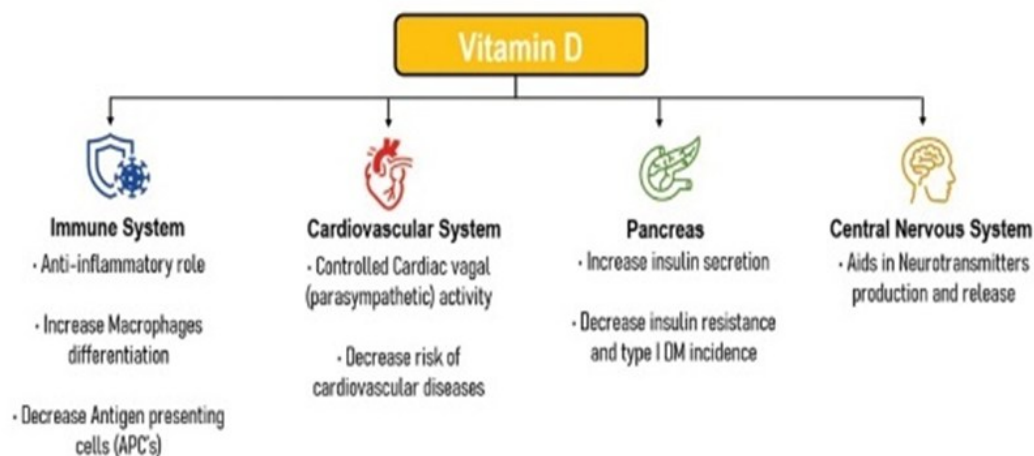 Vitamin D
Immune System
· Anti-inflammatory role
· Increase Macrophages
differentiation
· Decrease Antigen presenting
cells (APC's)
Cardiovascular System
· Controlled Cardiac vagal
(parasympathetic) activity
· Decrease risk of
cardiovascular diseases
Pancreas
· Increase insulin secretion
· Decrease insulin resistance
and type I DM incidence
Central Nervous System
· Aids in Neurotransmitters
production and release